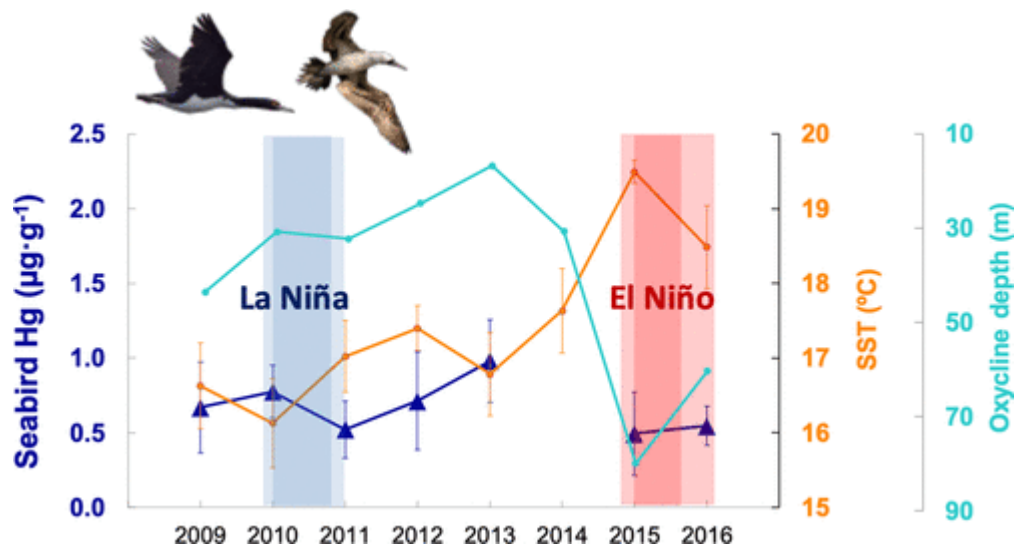 2.5
2.0
1.5
1.0
0.5
0.0
Seabird Hg (µg·g⁻¹)
La Niña
El Niño
20
19
18
17
16
15
SST (ºC)
10
30
50
70
90
Oxycline depth (m)
2009 2010 2011 2012 2013 2014 2015 2016